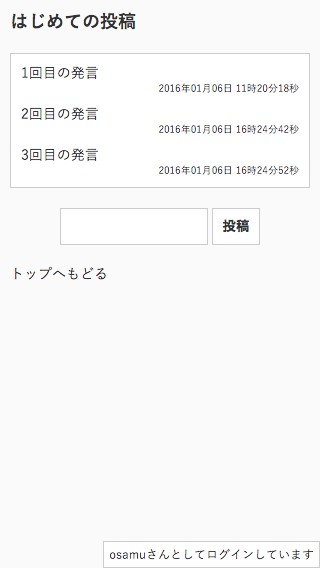 はじめての投稿
1回目の発言
2016年01月06日 11時20分18秒
2回目の発言
2016年01月06日 16時24分42秒
3回目の発言
2016年01月06日 16時24分52秒
投稿
トップへもどる
osamuさんとしてログインしています